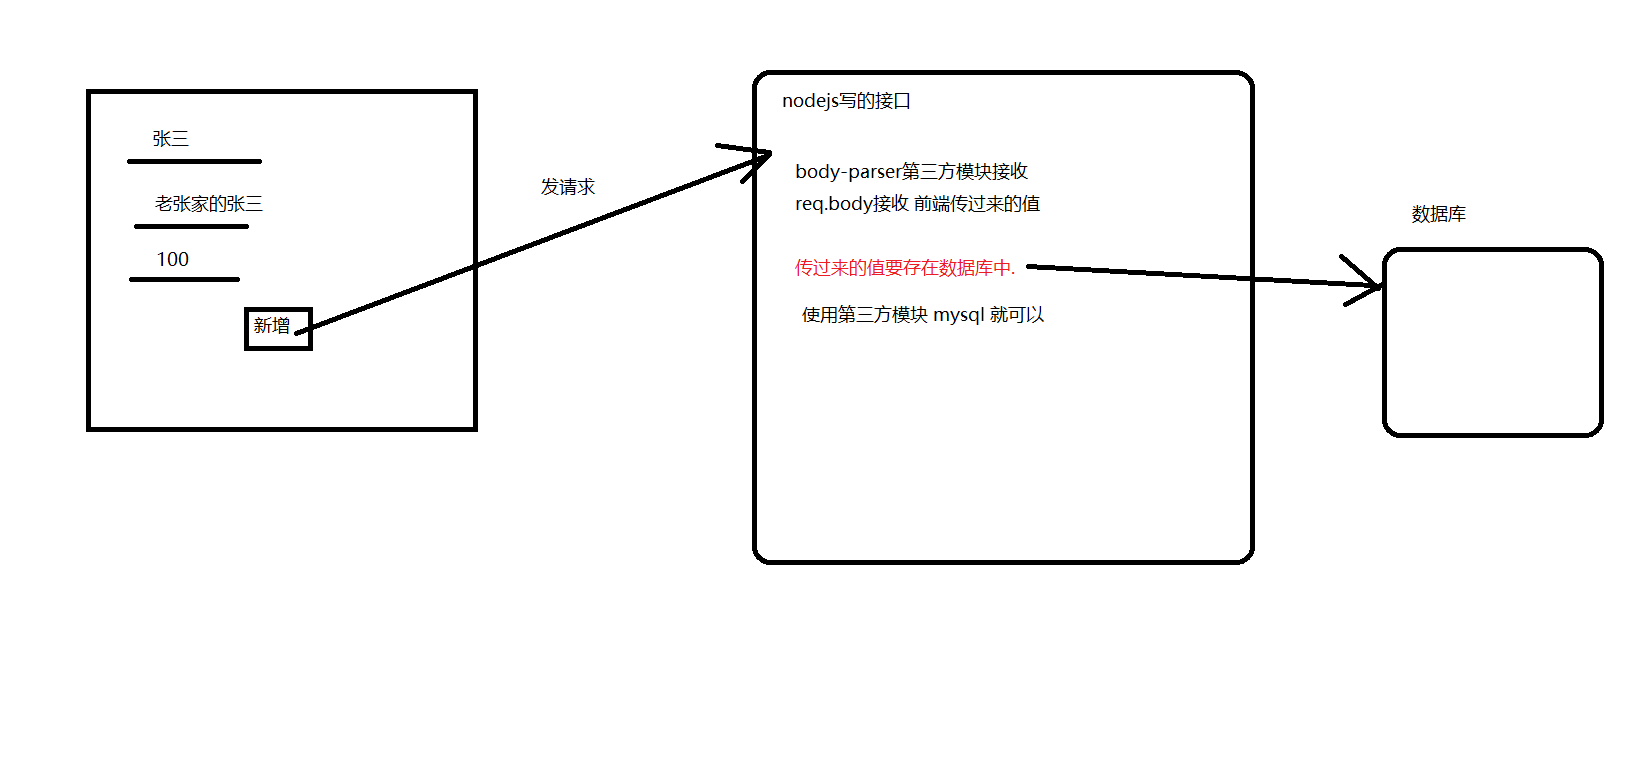 张三
老张家的张三
100
新增
发请求
nodejs写的接口
body-parser第三方模块接收
req.body接收 前端传过来的值
传过来的值要存在数据库中.
使用第三方模块 mysql 就可以
数据库